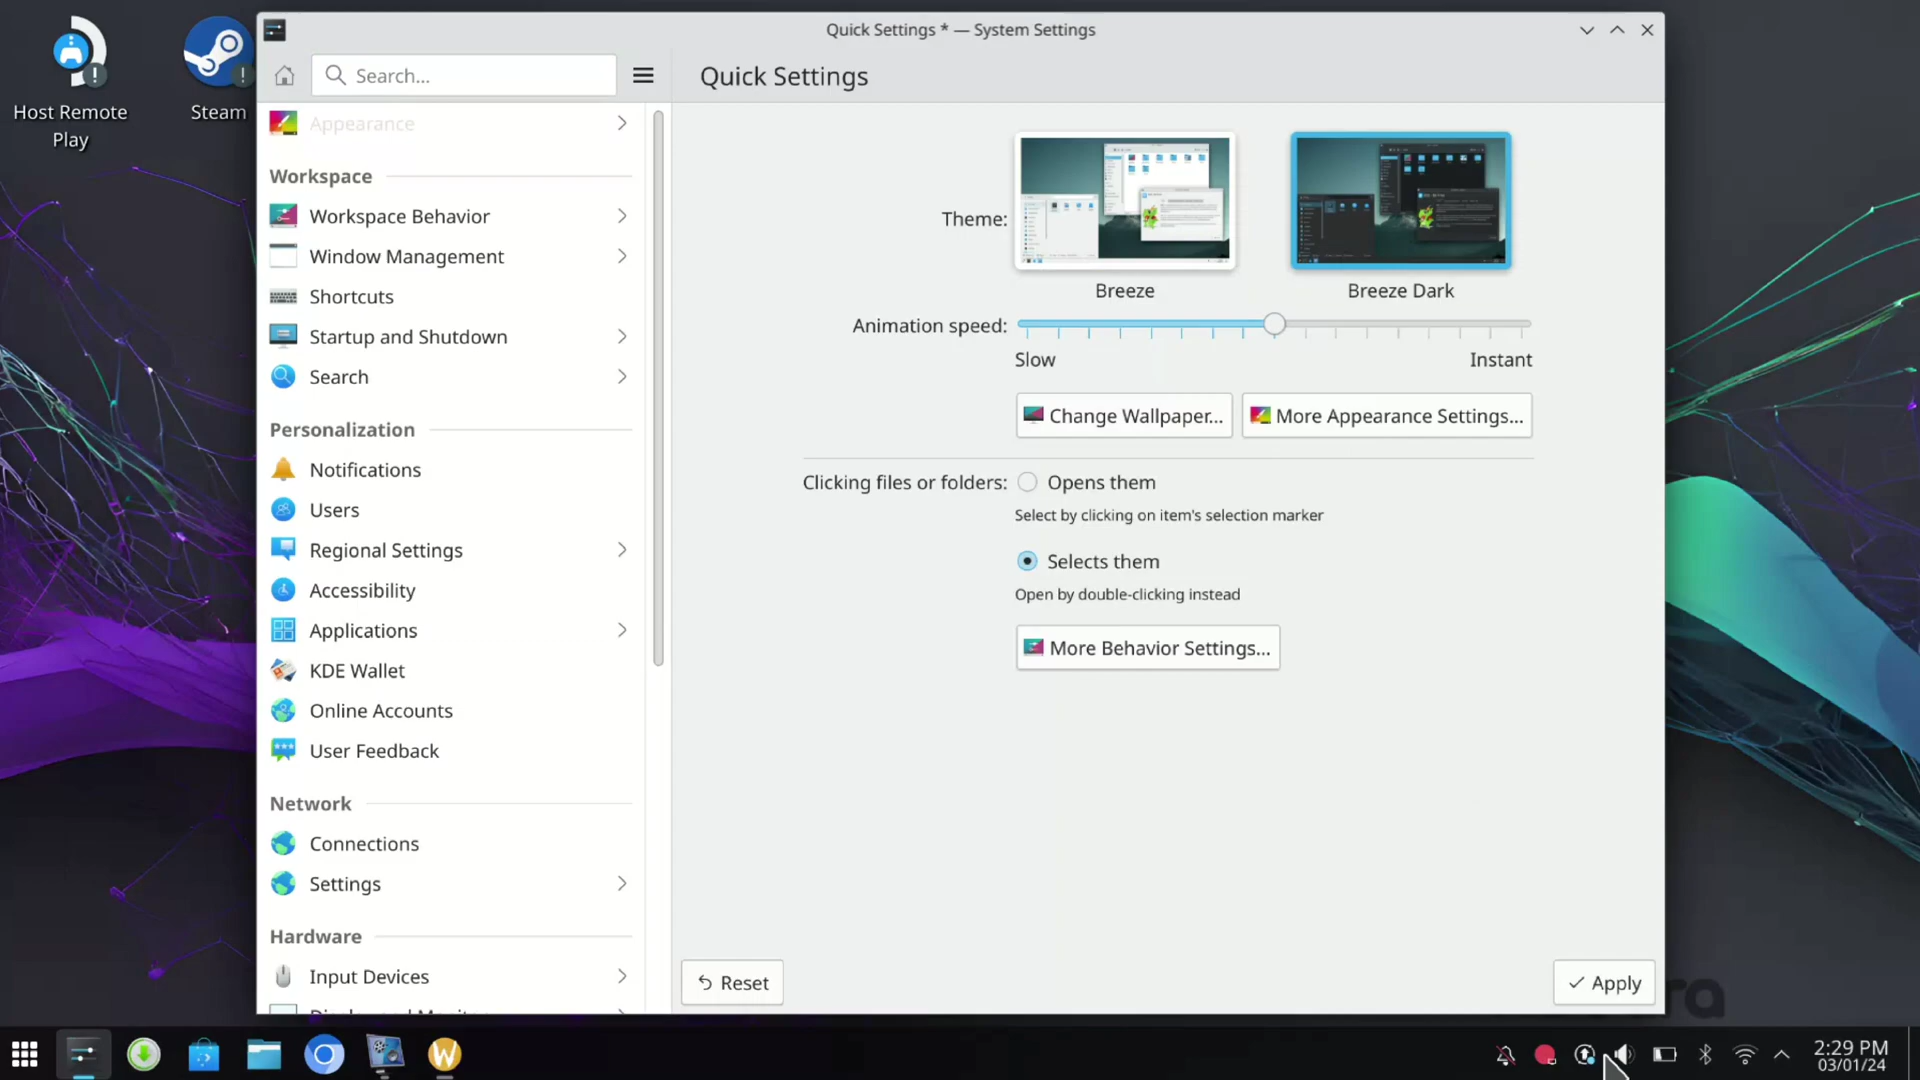 Host Remote
Play
Steam
Quick Settings * — System Settings
Search...
Quick Settings
Appearance
Workspace
Workspace Behavior
Window Management
Shortcuts
Startup and Shutdown
Search
Personalization
Notifications
Users
Regional Settings
Accessibility
Applications
KDE Wallet
Online Accounts
User Feedback
Network
Connections
Settings
Hardware
Input Devices
Theme:
Breeze
Breeze Dark
Animation speed:
Slow
Instant
Change Wallpaper...
More Appearance Settings...
Clicking files or folders:
Opens them
Select by clicking on item's selection marker
Selects them
Open by double-clicking instead
More Behavior Settings...
Reset
Apply
ra
2:29 PM
03/01/24